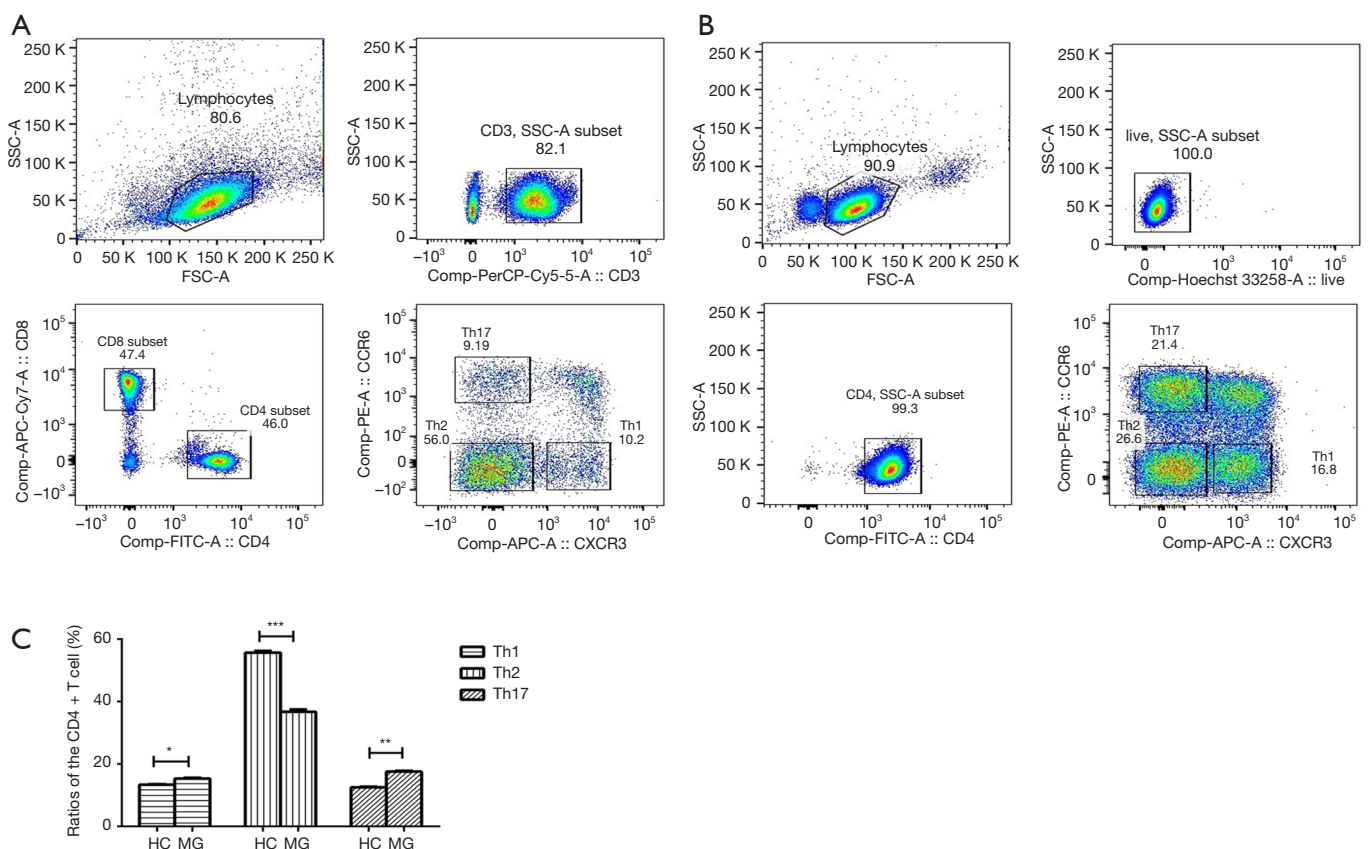 A
250 K
200 K
150 K
100 K
50 K
0
SSC-A
Lymphocytes
80.6
0 50 K 100 K 150 K 200 K 250 K
FSC-A
250 K
200 K
150 K
100 K
50 K
0
SSC-A
CD3, SSC-A subset
82.1
−10³ 10³ 10⁴ 10⁵
Comp-PerCP-Cy5-5-A :: CD3
B
250 K
200 K
150 K
100 K
50 K
0
SSC-A
Lymphocytes
90.9
0 50 K 100 K 150 K 200 K 250 K
FSC-A
250 K
200 K
150 K
100 K
50 K
0
SSC-A
live, SSC-A subset
100.0
0 10³ 10⁴ 10⁵
Comp-Hoechst 33258-A :: live
10⁵
10⁴
10³
0
−10³
Comp-APC-Cy7-A :: CD8
CD8 subset
47.4
CD4 subset
46.0
−10³ 0 10³ 10⁴ 10⁵
Comp-FITC-A :: CD4
10⁵
10⁴
10³
10²
0
−10²
Comp-PE-A :: CCR6
Th17
9.19
Th2
56.0
Th1
10.2
−10³ 0 10³ 10⁴ 10⁵
Comp-APC-A :: CXCR3
250 K
200 K
150 K
100 K
50 K
0
SSC-A
CD4, SSC-A subset
99.3
0 10³ 10⁴ 10⁵
Comp-FITC-A :: CD4
10⁵
10⁴
10³
0
Comp-PE-A :: CCR6
Th17
21.4
Th2
26.6
Th1
16.8
0 10³ 10⁴ 10⁵
Comp-APC-A :: CXCR3
C
60
40
20
0
Ratios of the CD4 + T cell (%)
*
***
**
HC MG
HC MG
HC MG
Th1
Th2
Th17